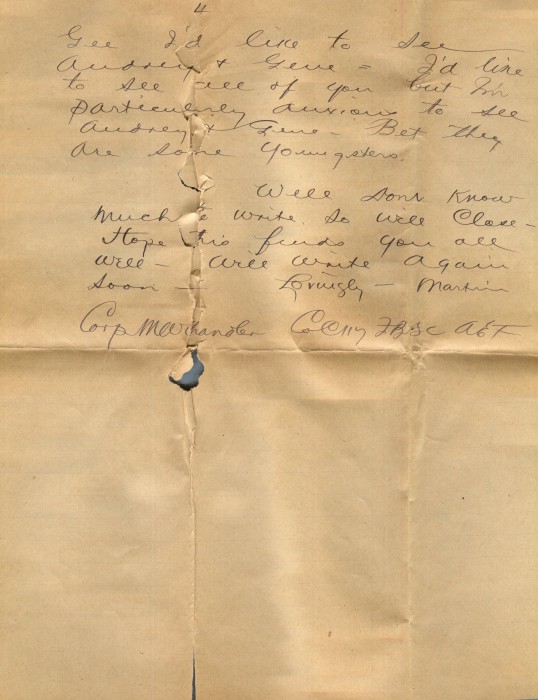 4
Gee I'd like to see
Audrey & Gene = I'd like
to see all of you but I'm
particularly anxious to see
Audrey & Gene - Bet they
are some youngsters.
Well dont know
much to write so will close -
Hope this finds you all
well - will write again
soon - Lovingly - Martin
Corp M W Chandler Co 117 F B SC AEF